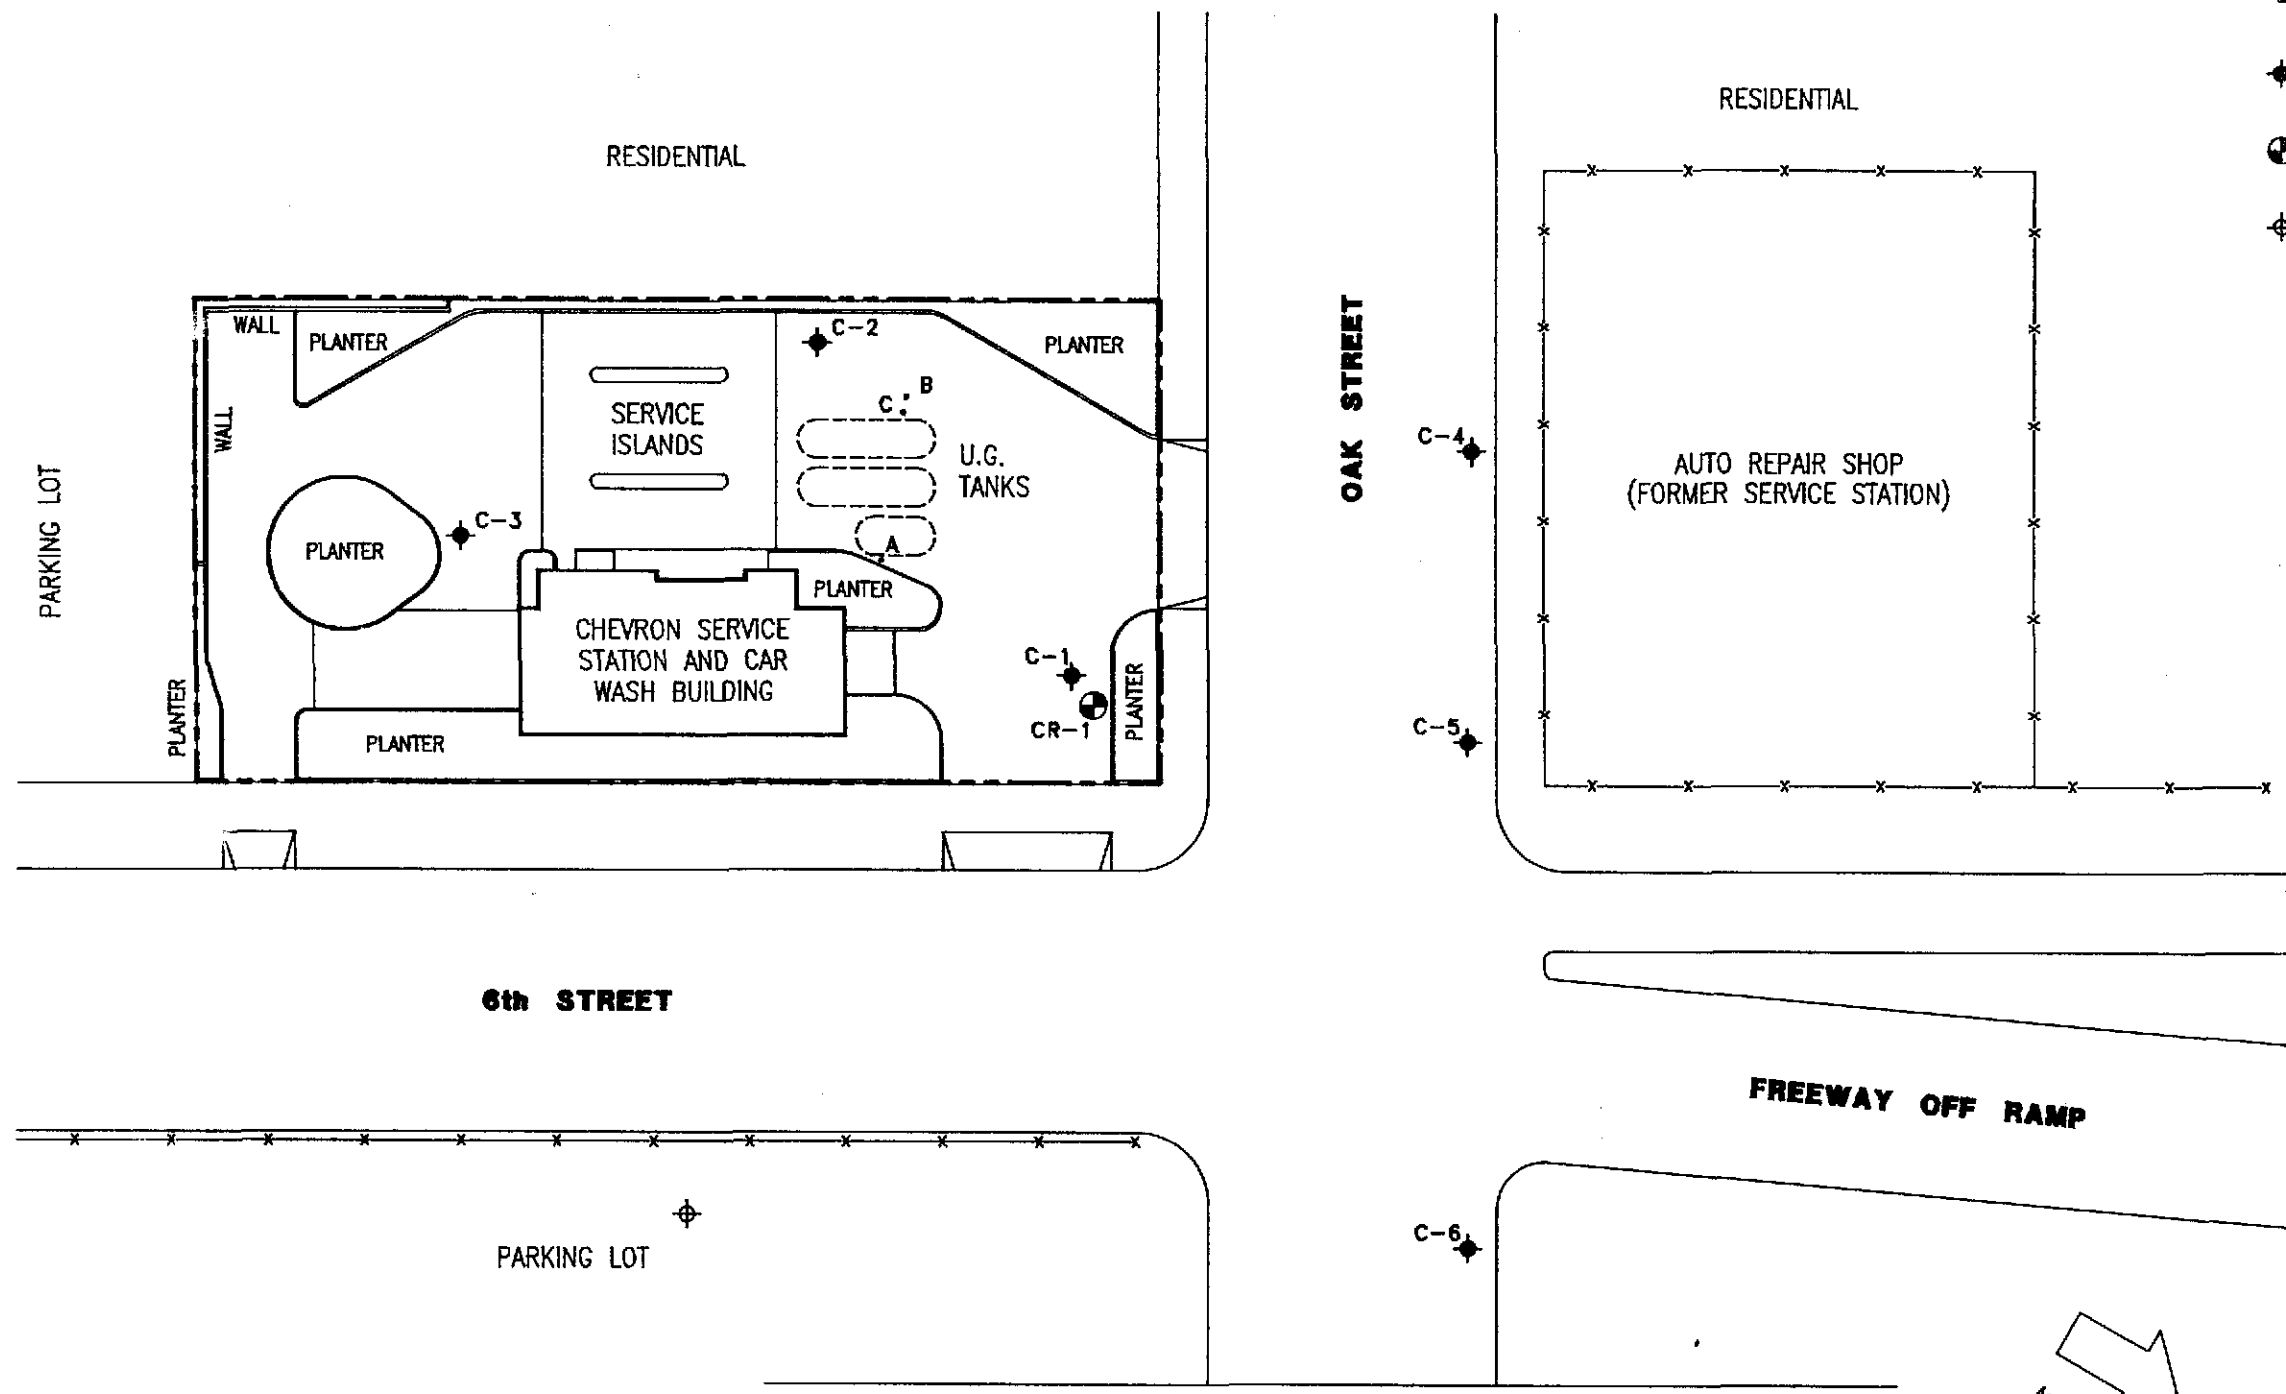 RESIDENTIAL
RESIDENTIAL
WALL
PLANTER
C-2
PLANTER
B
C
WALL
SERVICE
ISLANDS
U.G.
TANKS
OAK STREET
C-4
AUTO REPAIR SHOP
(FORMER SERVICE STATION)
PARKING LOT
C-3
PLANTER
A
PLANTER
CHEVRON SERVICE
STATION AND CAR
WASH BUILDING
C-1
CR-1
PLANTER
PLANTER
PLANTER
C-5
6th STREET
FREEWAY OFF RAMP
PARKING LOT
C-6